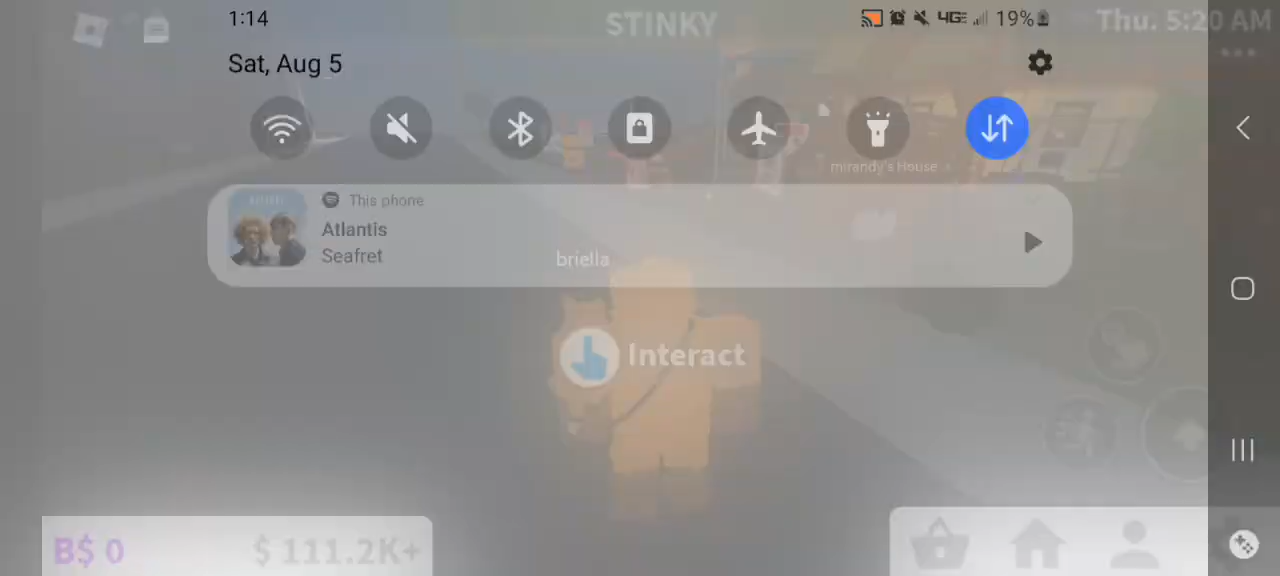 1:14
STINKY
4GE
19%
Thu. 5:20 AM
Sat, Aug 5
mirandy's House
This phone
Atlantis
Seafret
briella
Interact
B$ 0
$ 111.2K+